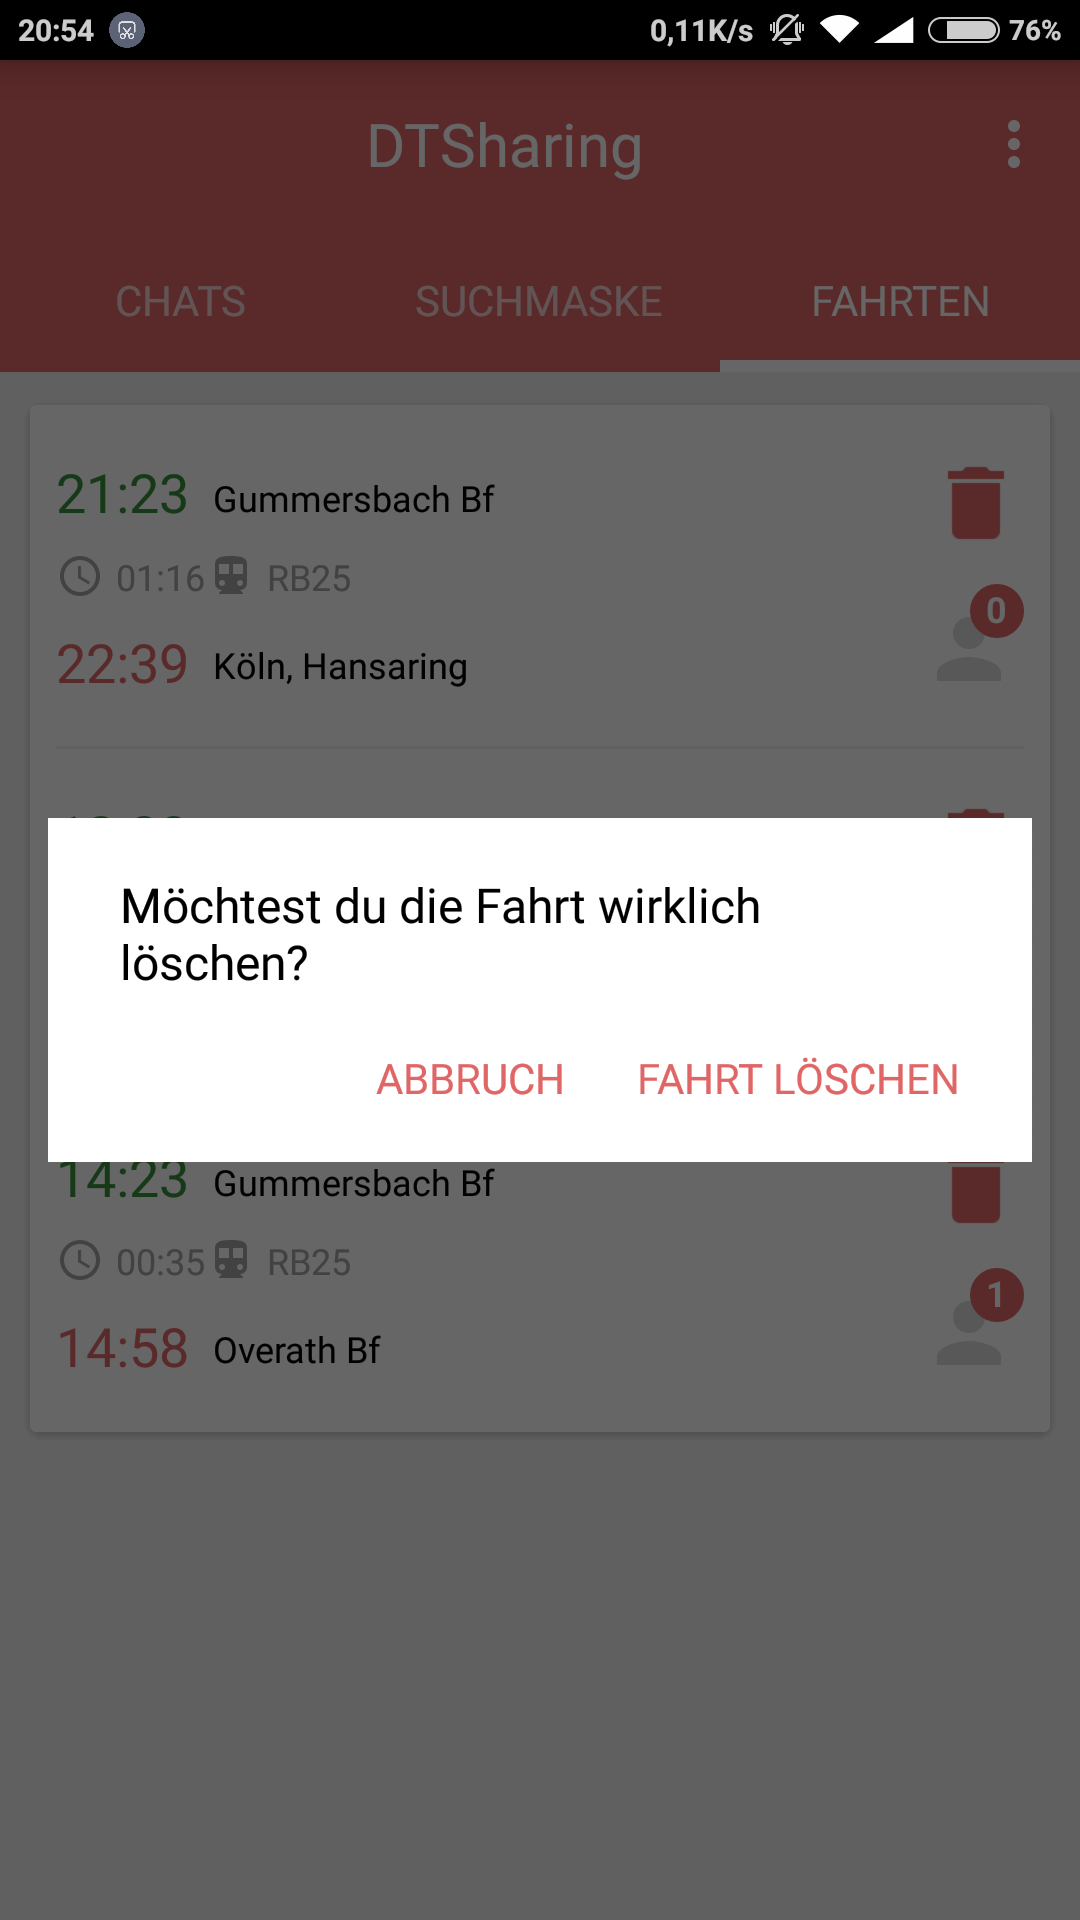 20:54 0,11K/s 76%
DTSharing
CHATS SUCHMASKE FAHRTEN
21:23 Gummersbach Bf
01:16 RB25
0
22:39 Köln, Hansaring
Möchtest du die Fahrt wirklich
löschen?
ABBRUCH FAHRT LÖSCHEN
14:23 Gummersbach Bf
00:35 RB25
1
14:58 Overath Bf